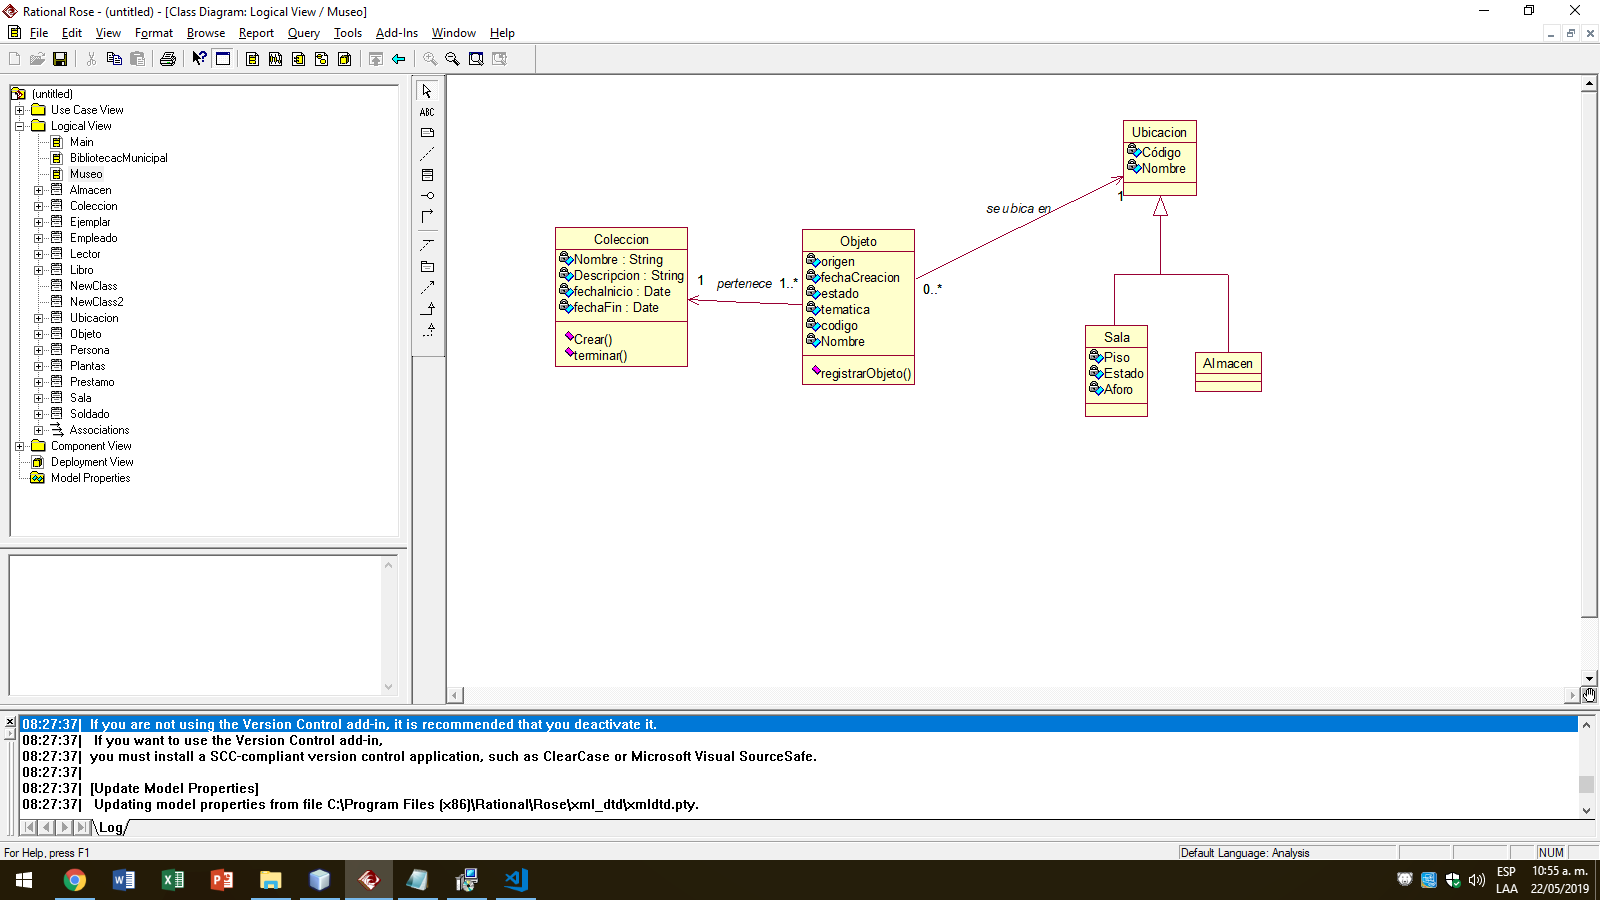 Rational Rose - (untitled) - [Class Diagram: Logical View / Museo]
File Edit View Format Browse Report Query Tools Add-Ins Window Help
(untitled)
Use Case View
Logical View
Main
BibliotecacMunicipal
Museo
Almacen
Coleccion
Ejemplar
Empleado
Lector
Libro
NewClass
NewClass2
Ubicacion
Objeto
Persona
Plantas
Prestamo
Sala
Soldado
Associations
Component View
Deployment View
Model Properties
ABC
Coleccion
Nombre : String
Descripcion : String
fechaInicio : Date
fechaFin : Date
Crear()
terminar()
1 pertenece 1..*
Objeto
origen
fechaCreacion
estado
tematica
codigo
Nombre
registrarObjeto()
0..*
se ubica en
1
Ubicacion
Código
Nombre
Sala
Piso
Estado
Aforo
Almacen
08:27:37| If you are not using the Version Control add-in, it is recommended that you deactivate it.
08:27:37| If you want to use the Version Control add-in,
08:27:37| you must install a SCC-compliant version control application, such as ClearCase or Microsoft Visual SourceSafe.
08:27:37|
08:27:37| [Update Model Properties]
08:27:37| Updating model properties from file C:\Program Files (x86)\Rational\Rose\xml_dtd\xmldtd.pty.
Log
For Help, press F1
Default Language: Analysis
NUM
ESP
LAA
10:55 a. m.
22/05/2019